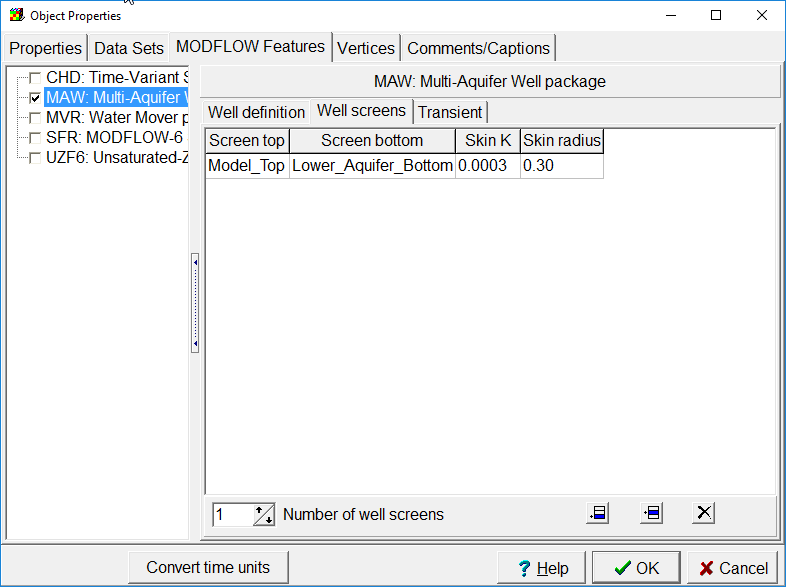 Object Properties
Properties Data Sets MODFLOW Features Vertices Comments/Captions
CHD: Time-Variant S
MAW: Multi-Aquifer W
MVR: Water Mover p
SFR: MODFLOW-6
UZF6: Unsaturated-Z
MAW: Multi-Aquifer Well package
Well definition Well screens Transient
Screen top Screen bottom Skin K Skin radius
Model_Top Lower_Aquifer_Bottom 0.0003 0.30
1 Number of well screens
Convert time units ? Help OK Cancel